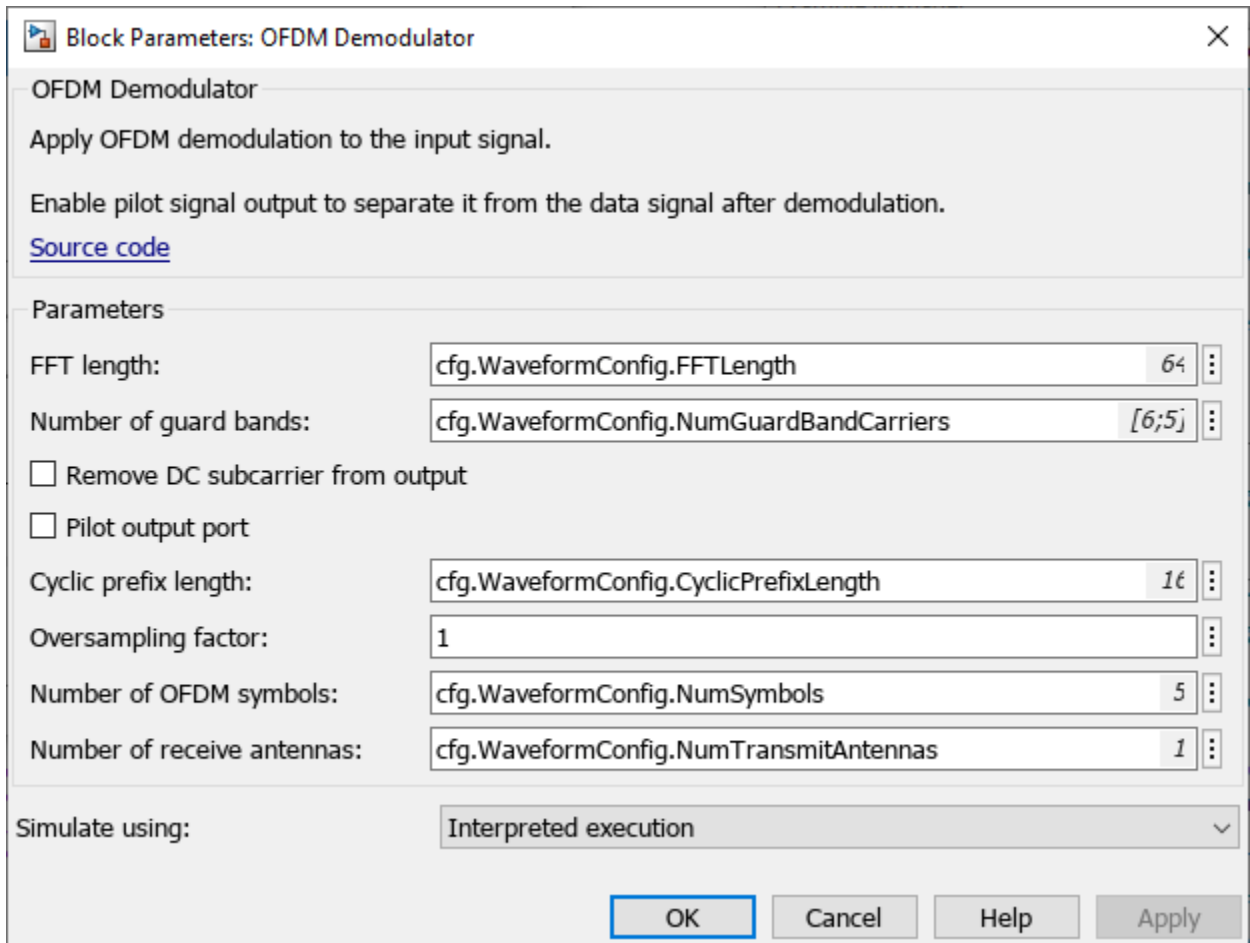 Block Parameters: OFDM Demodulator
OFDM Demodulator
Apply OFDM demodulation to the input signal.
Enable pilot signal output to separate it from the data signal after demodulation.
Source code
Parameters
FFT length: cfg.WaveformConfig.FFTLength 64
Number of guard bands: cfg.WaveformConfig.NumGuardBandCarriers [6;5]
Remove DC subcarrier from output
Pilot output port
Cyclic prefix length: cfg.WaveformConfig.CyclicPrefixLength 16
Oversampling factor: 1
Number of OFDM symbols: cfg.WaveformConfig.NumSymbols 5
Number of receive antennas: cfg.WaveformConfig.NumTransmitAntennas 1
Simulate using: Interpreted execution
OK Cancel Help Apply